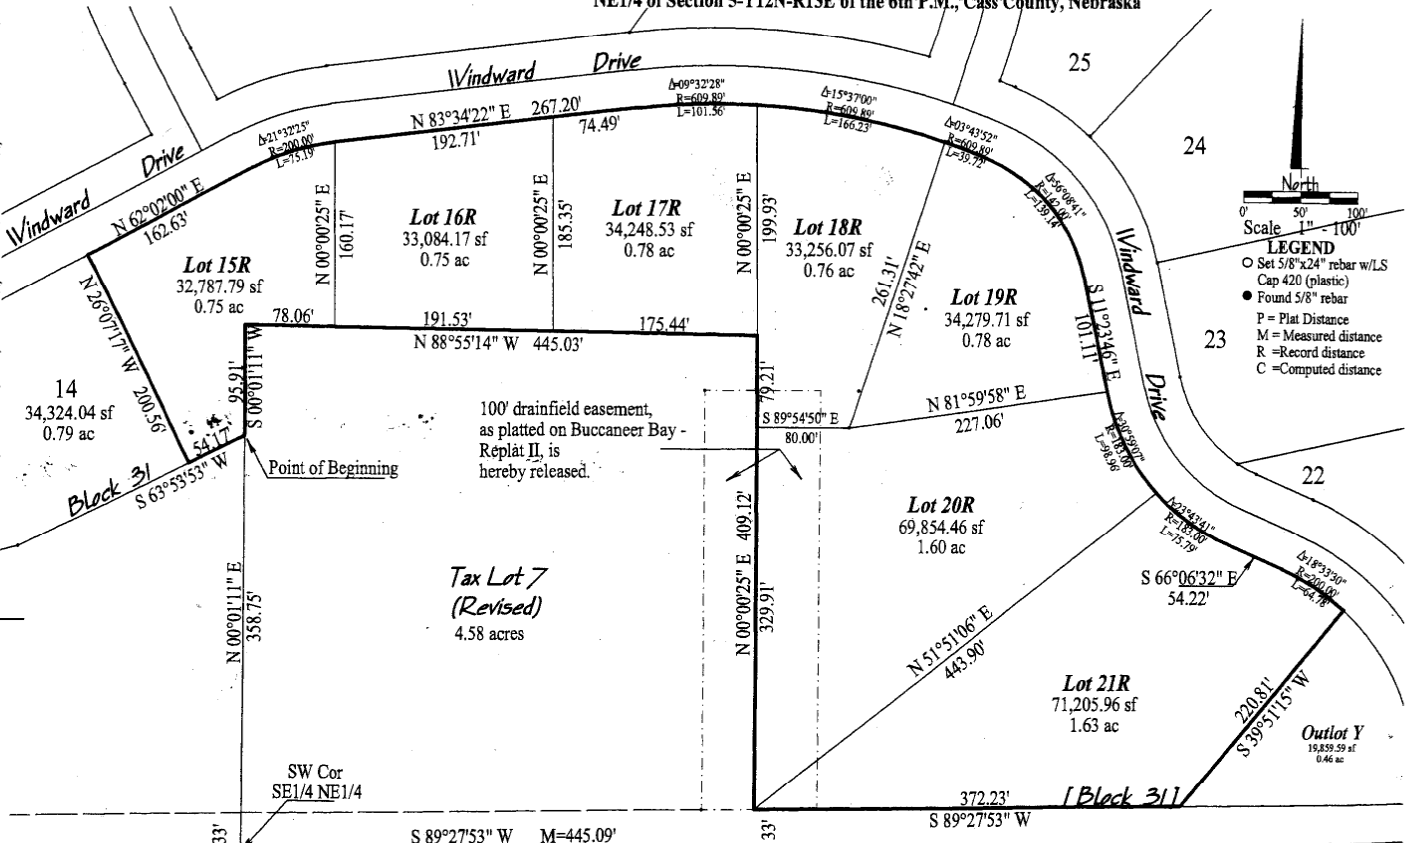 NE1/4 of Section 5-T12N-R13E of the 6th P.M., Cass County, Nebraska
Windward Drive
Δ=09°32'28"
R=609.89'
L=101.56'
Δ=15°37'00"
R=609.89'
L=166.23'
Δ=03°43'52"
R=609.89'
L=39.72'
25
24
N 83°34'22" E 267.20'
192.71'
74.49'
Δ=21°32'25"
R=200.00'
L=75.19'
Windward Drive
N 62°02'00" E
162.63'
Δ=56°08'41"
R=142.00'
L=139.14'
North
0' 50' 100'
Scale 1" - 100'
LEGEND
Set 5/8"x24" rebar w/LS
Cap 420 (plastic)
Found 5/8" rebar
P = Plat Distance
M = Measured distance
R =Record distance
C =Computed distance
Lot 15R
32,787.79 sf
0.75 ac
N 00°00'25" E
160.17'
Lot 16R
33,084.17 sf
0.75 ac
N 00°00'25" E
185.35'
Lot 17R
34,248.53 sf
0.78 ac
N 00°00'25" E
199.93'
Lot 18R
33,256.07 sf
0.76 ac
261.31'
N 18°27'42" E
Lot 19R
34,279.71 sf
0.78 ac
S 11°23'46" E
101.11'
Windward Drive
23
78.06'
191.53'
175.44'
N 88°55'14" W 445.03'
N 26°07'17" W 200.56'
14
34,324.04 sf
0.79 ac
95.91'
S 00°01'11" W
54.17'
Block 31
S 63°53'53" W
Point of Beginning
100' drainfield easement,
as platted on Buccaneer Bay -
Replat II, is
hereby released.
79.21'
S 89°54'50" E
80.00'
N 81°59'58" E
227.06'
Δ=30°59'07"
R=183.00'
L=98.96'
22
Lot 20R
69,854.46 sf
1.60 ac
Δ=23°43'41"
R=183.00'
L=75.79'
S 66°06'32" E
54.22'
Δ=18°33'30"
R=200.00'
L=64.78'
N 00°01'11" E
358.75'
Tax Lot 7
(Revised)
4.58 acres
N 00°00'25" E 409.12'
329.91'
N 51°51'06" E
443.90'
Lot 21R
71,205.96 sf
1.63 ac
220.81'
S 39°51'15" W
Outlot Y
19,859.59 sf
0.46 ac
SW Cor
SE1/4 NE1/4
372.23'
[Block 31]
S 89°27'53" W
33'
S 89°27'53" W M=445.09'
33'